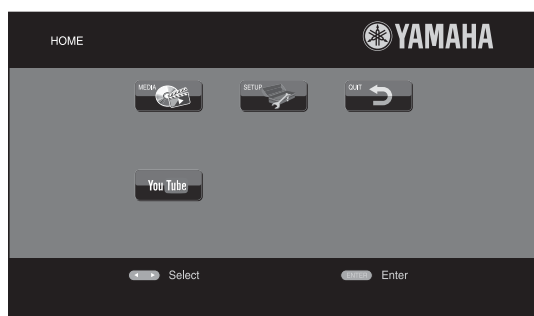 HOME
YAMAHA
MEDIA
SETUP
QUIT
You Tube
Select
ENTER Enter